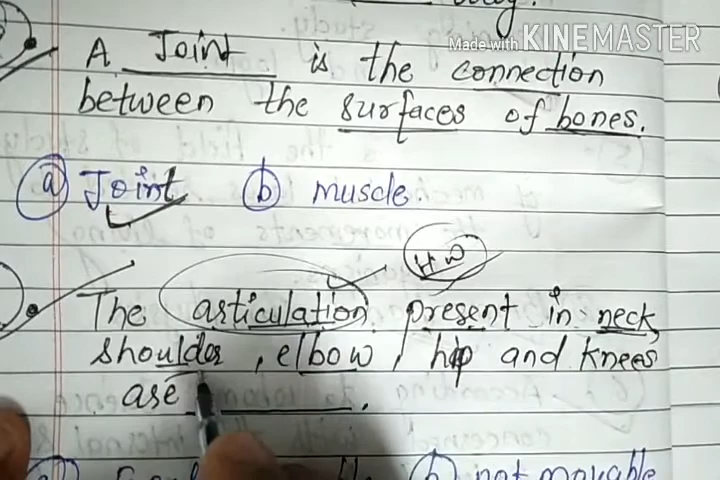 Made with KINEMASTER
A Joint is the connection
between the surfaces of bones.
a Joint b muscle
HW
The articulation present in neck,
shoulder, elbow, hip and knees
are ________.
b not movable